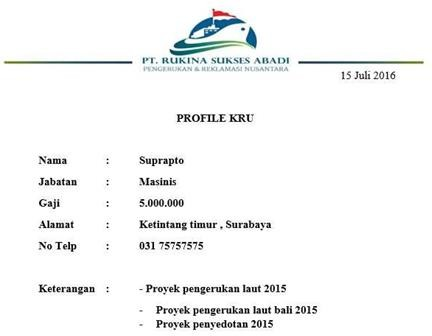 PT. RUKINA SUKSES ABADI
PENGERUKAN & REKLAMASI NUSANTARA
15 Juli 2016
PROFILE KRU
Nama : Suprapto
Jabatan : Masinis
Gaji : 5.000.000
Alamat : Ketintang timur , Surabaya
No Telp : 031 75757575
Keterangan : - Proyek pengerukan laut 2015
- Proyek pengerukan laut bali 2015
- Proyek penyedotan 2015